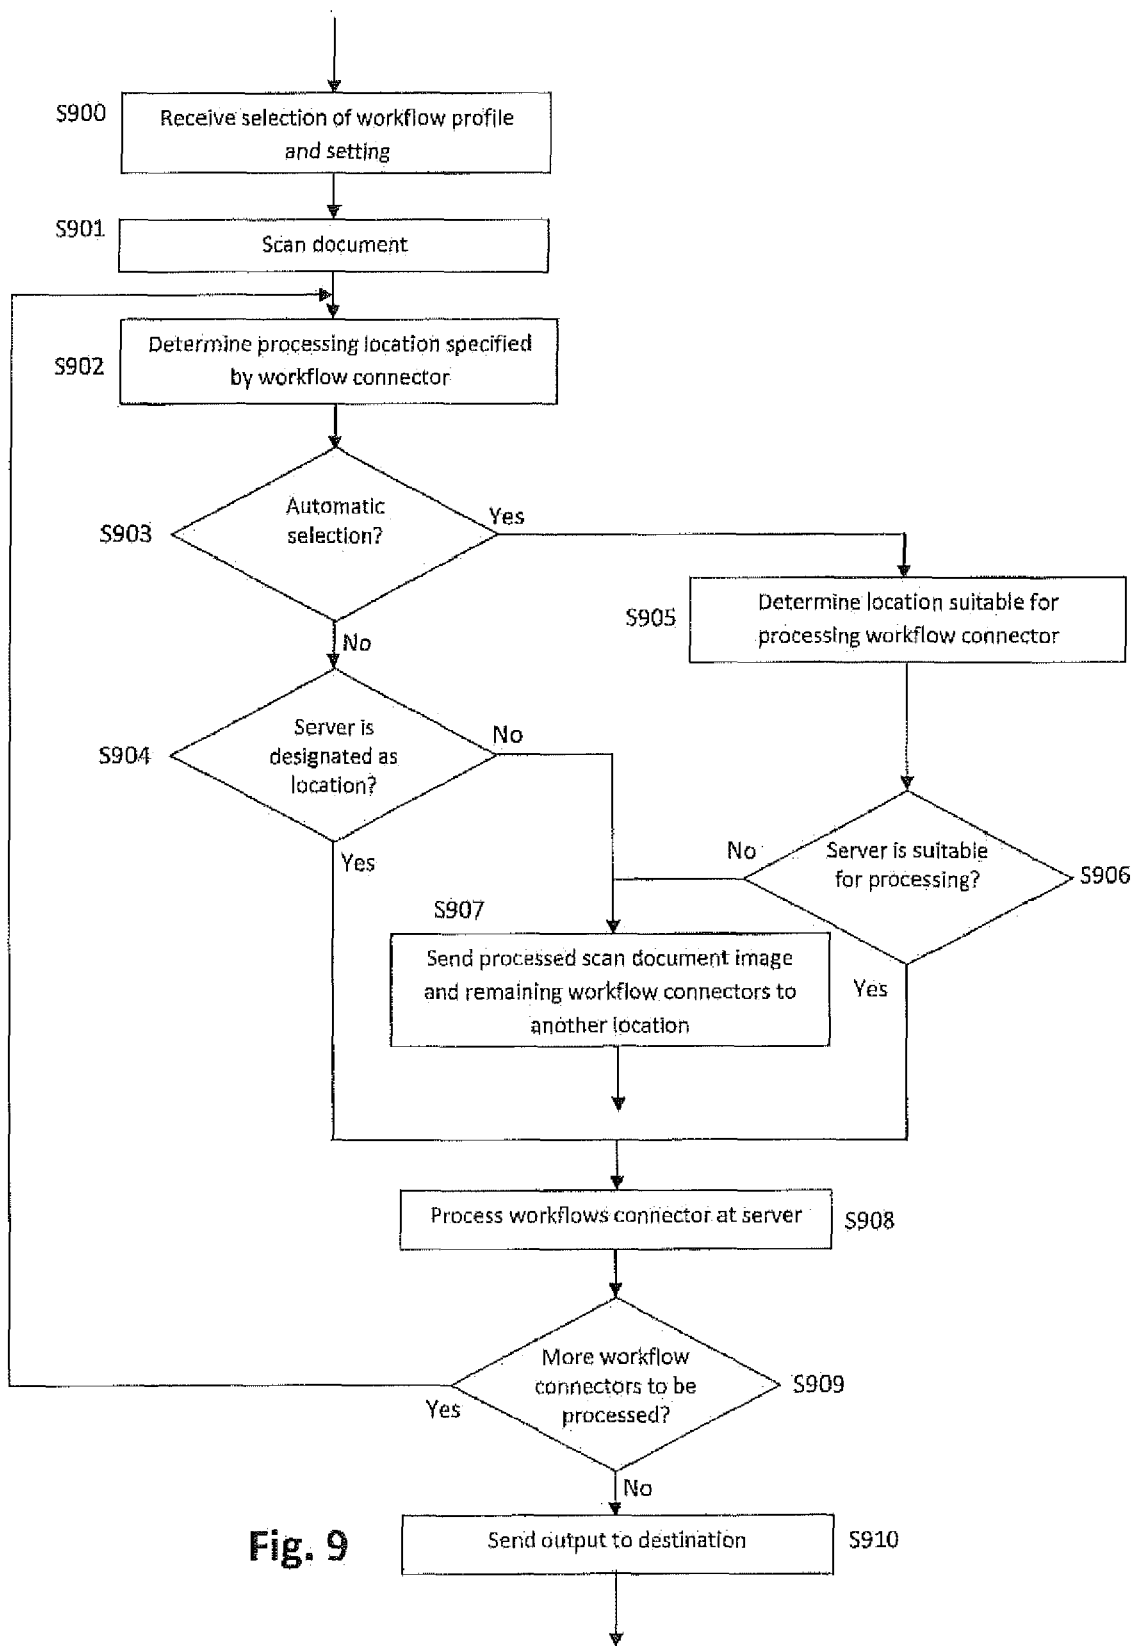 S900
Receive selection of workflow profile
and setting
S901
Scan document
S902
Determine processing location specified
by workflow connector
S903
Automatic
selection?
Yes
No
S905
Determine location suitable for
processing workflow connector
S904
Server is
designated as
location?
No
Yes
No
Server is suitable
for processing?
S906
Yes
S907
Send processed scan document image
and remaining workflow connectors to
another location
Process workflows connector at server
S908
More workflow
connectors to be
processed?
S909
Yes
No
Send output to destination
S910
Fig. 9